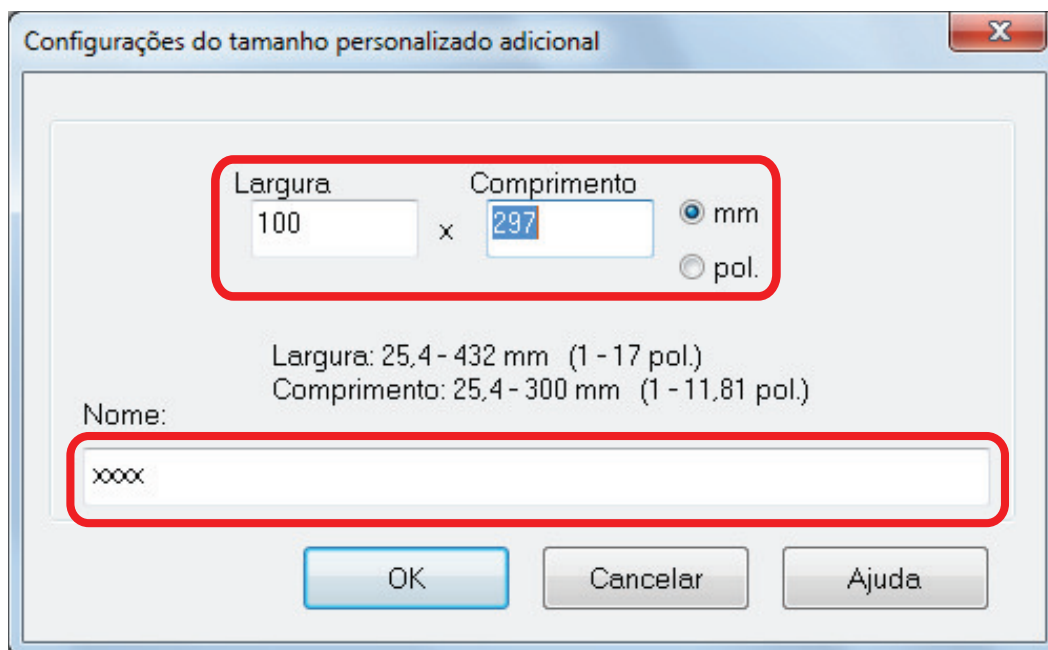 Configurações do tamanho personalizado adicional
x
Largura Comprimento
100 x 297 mm
pol.
Largura: 25,4 - 432 mm (1 - 17 pol.)
Comprimento: 25,4 - 300 mm (1 - 11,81 pol.)
Nome:
xxxx
OK Cancelar Ajuda